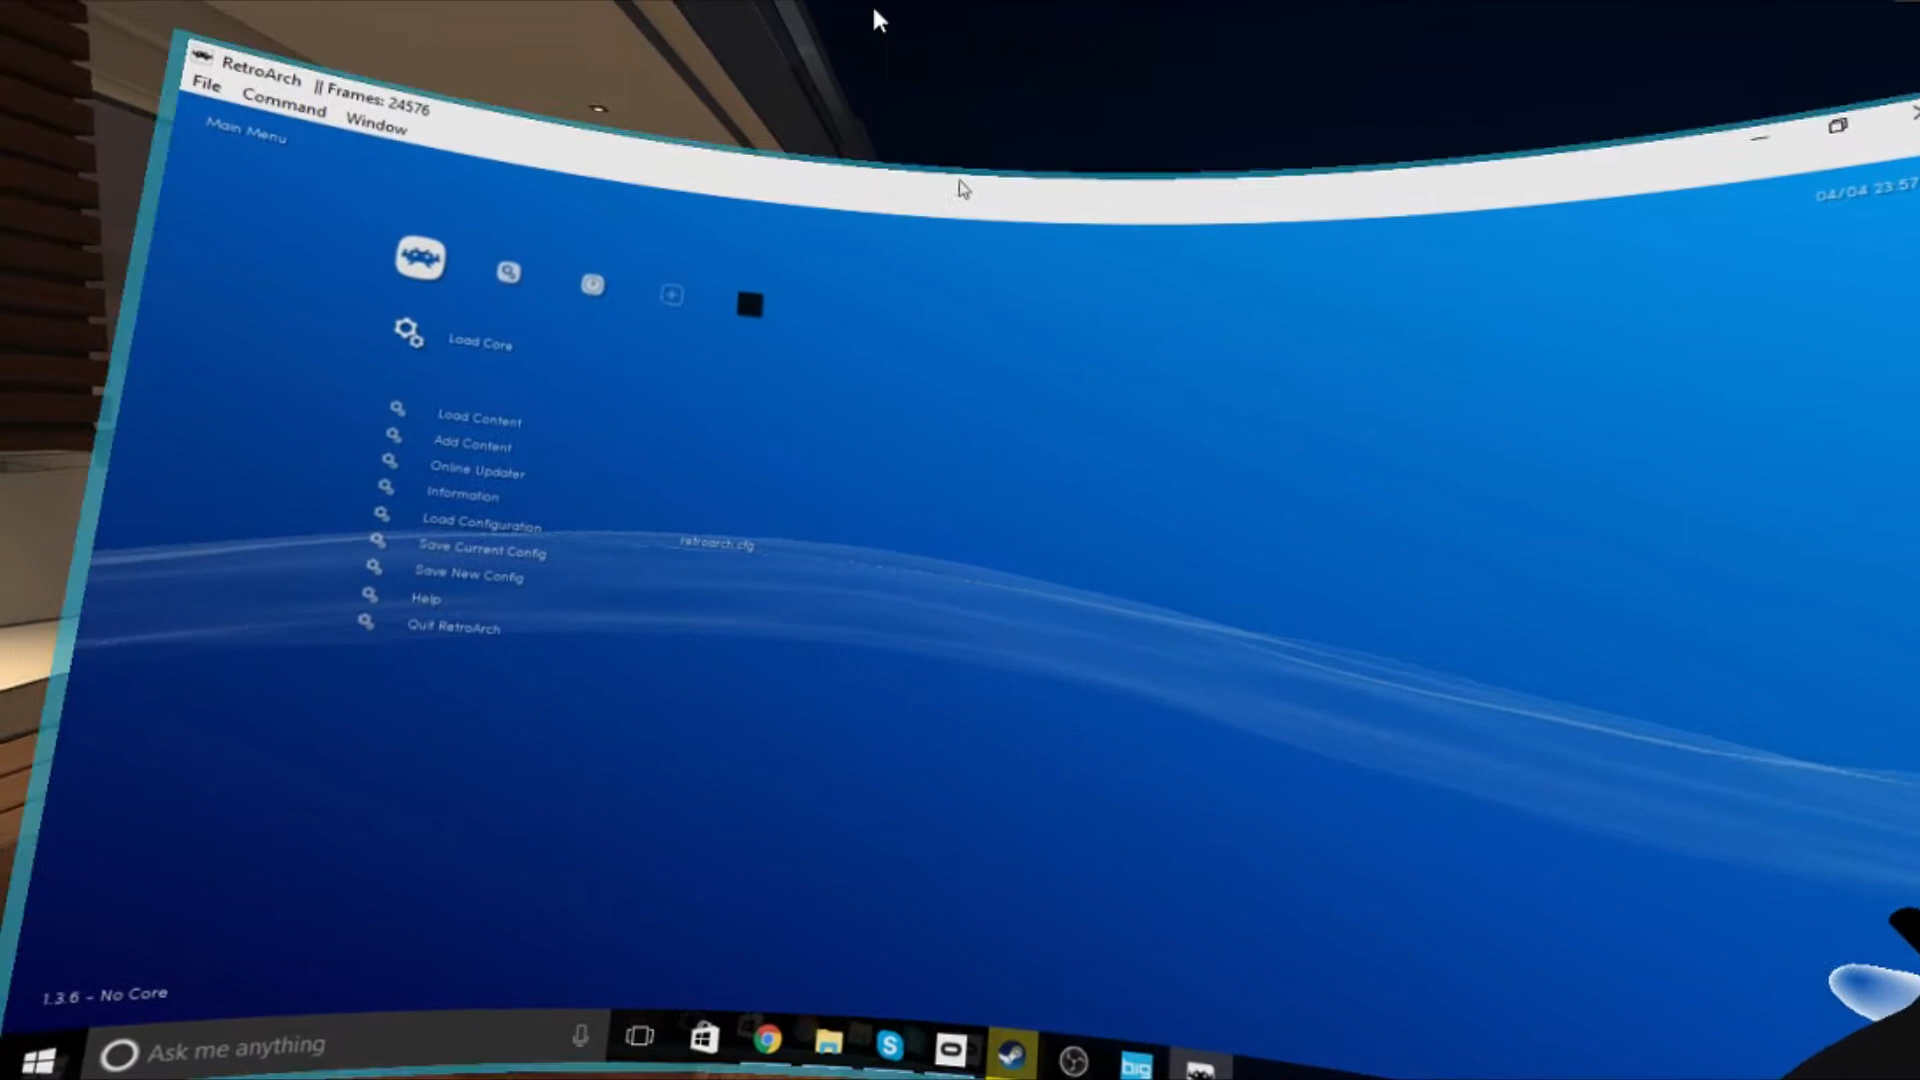 RetroArch || Frames: 24576
File Command Window
Main Menu
04/04 23:57
Load Core
Load Content
Add Content
Online Updater
Information
Load Configuration
retroarch.cfg
Save Current Config
Save New Config
Help
Quit RetroArch
1.3.6 - No Core
Ask me anything
big